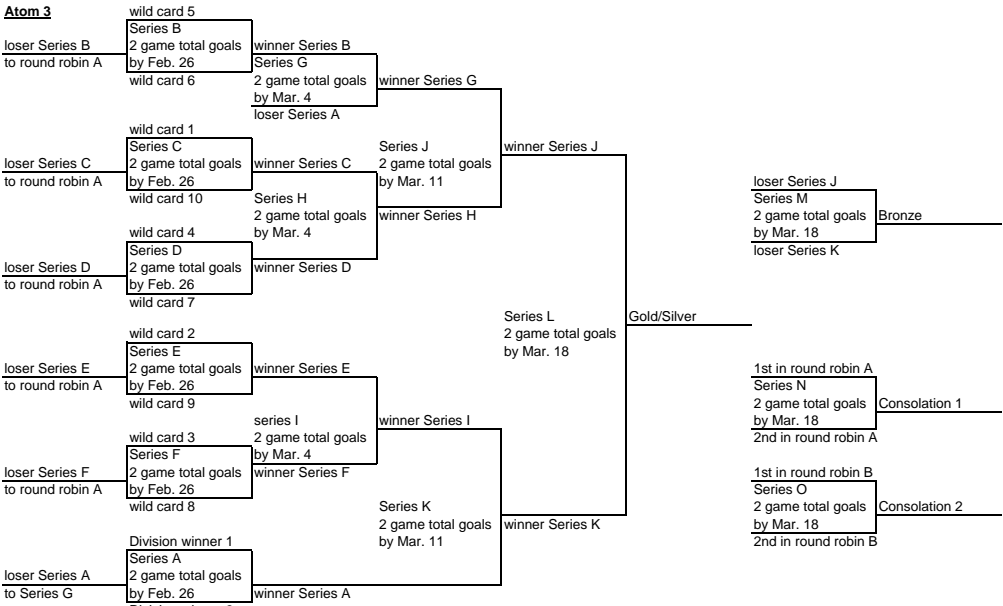 Atom 3
wild card 5
Series B
loser Series B
2 game total goals
winner Series B
to round robin A
by Feb. 26
Series G
wild card 6
2 game total goals
winner Series G
by Mar. 4
loser Series A
wild card 1
Series C
Series J
winner Series J
loser Series C
2 game total goals
winner Series C
2 game total goals
to round robin A
by Feb. 26
by Mar. 11
loser Series J
wild card 10
Series H
Series M
2 game total goals
winner Series H
2 game total goals
Bronze
wild card 4
by Mar. 4
by Mar. 18
Series D
loser Series K
loser Series D
2 game total goals
winner Series D
to round robin A
by Feb. 26
wild card 7
Series L
Gold/Silver
wild card 2
2 game total goals
Series E
by Mar. 18
loser Series E
2 game total goals
winner Series E
1st in round robin A
to round robin A
by Feb. 26
Series N
wild card 9
2 game total goals
Consolation 1
series I
winner Series I
by Mar. 18
wild card 3
2 game total goals
2nd in round robin A
Series F
by Mar. 4
loser Series F
2 game total goals
winner Series F
1st in round robin B
to round robin A
by Feb. 26
Series O
wild card 8
Series K
2 game total goals
Consolation 2
2 game total goals
winner Series K
by Mar. 18
Division winner 1
by Mar. 11
2nd in round robin B
Series A
loser Series A
2 game total goals
to Series G
by Feb. 26
winner Series A